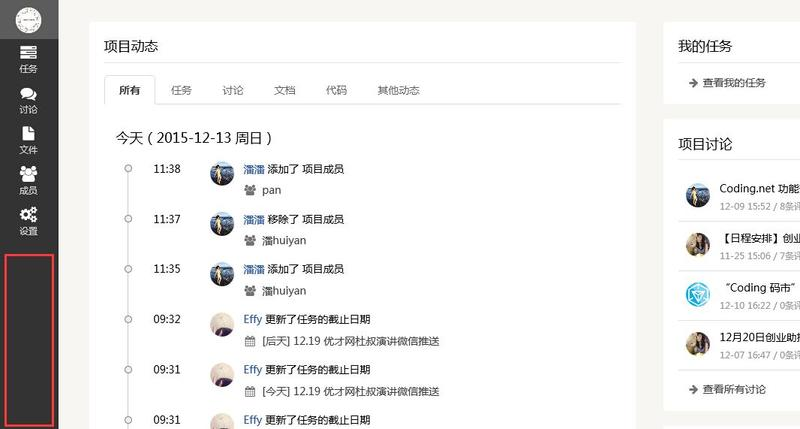 任务
讨论
文件
成员
设置
项目动态
所有 任务 讨论 文档 代码 其他动态
今天 ( 2015-12-13 周日 )
11:38 潘潘 添加了 项目成员
pan
11:37 潘潘 移除了 项目成员
潘huiyan
11:35 潘潘 添加了 项目成员
潘huiyan
09:32 Effy 更新了任务的截止日期
[后天] 12.19 优才网杜叔演讲微信推送
09:31 Effy 更新了任务的截止日期
[今天] 12.19 优才网杜叔演讲微信推送
09:31 Effy 更新了任务的截止日期
我的任务
查看我的任务
项目讨论
Coding.net 功能
12-09 15:52 / 8条评
【日程安排】创业
11-25 15:06 / 7条评
“Coding 码市”
12-10 16:22 / 0条评
12月20日创业助
12-07 16:47 / 0条评
查看所有讨论